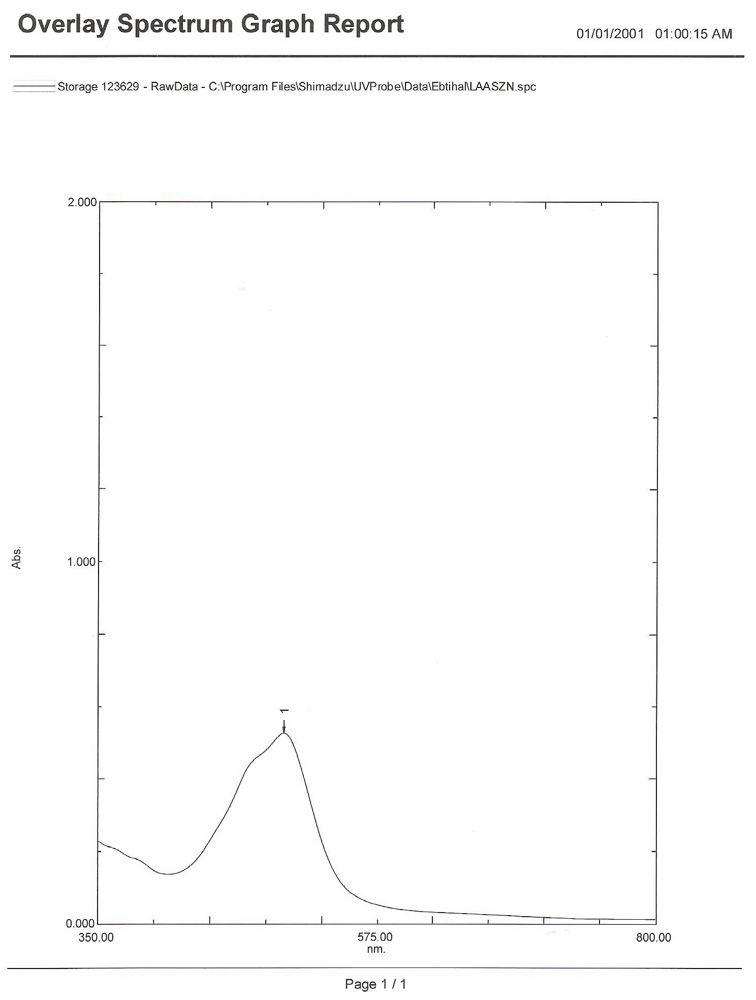 Overlay Spectrum Graph Report
01/01/2001 01:00:15 AM
Storage 123629 - RawData - C:\Program Files\Shimadzu\UVProbe\Data\Ebtihal\LAASZN.spc
2.000
Abs.
1.000
1
0.000
350.00
575.00
800.00
nm.
Page 1 / 1